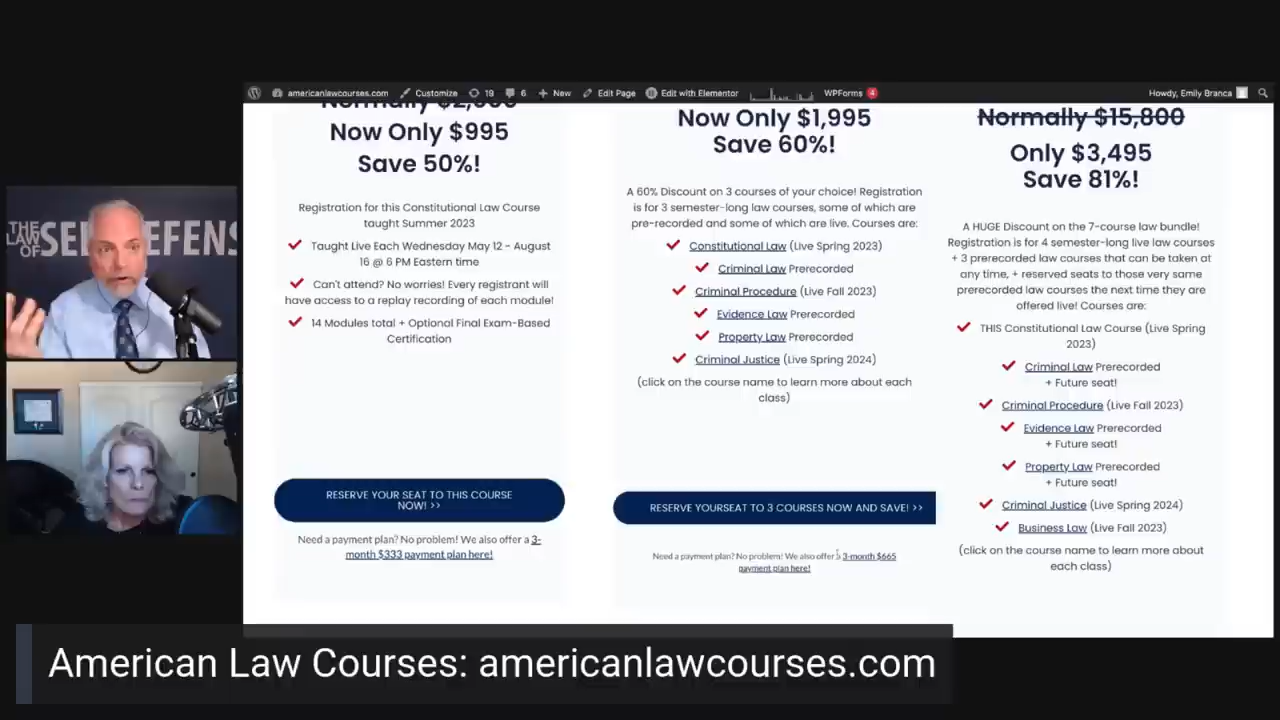 americanlawcourses.com Customize 19 6 New Edit Page Edit with Elementor WPForms 4 Howdy, Emily Branca
Normally $2,000
Now Only $995
Save 50%!
Registration for this Constitutional Law Course
taught Summer 2023
Taught Live Each Wednesday May 12 - August
16 @ 6 PM Eastern time
Can't attend? No worries! Every registrant will
have access to a replay recording of each module!
14 Modules total + Optional Final Exam-Based
Certification
RESERVE YOUR SEAT TO THIS COURSE
NOW! >>
Need a payment plan? No problem! We also offer a 3-
month $333 payment plan here!
Now Only $1,995
Save 60%!
A 60% Discount on 3 courses of your choice! Registration
is for 3 semester-long law courses, some of which are
pre-recorded and some of which are live. Courses are:
Constitutional Law (Live Spring 2023)
Criminal Law Prerecorded
Criminal Procedure (Live Fall 2023)
Evidence Law Prerecorded
Property Law Prerecorded
Criminal Justice (Live Spring 2024)
(click on the course name to learn more about each
class)
RESERVE YOURSEAT TO 3 COURSES NOW AND SAVE! >>
Need a payment plan? No problem! We also offer a 3-month $665
payment plan here!
Normally $15,800
Only $3,495
Save 81%!
A HUGE Discount on the 7-course law bundle!
Registration is for 4 semester-long live law courses
+ 3 prerecorded law courses that can be taken at
any time, + reserved seats to those very same
prerecorded law courses the next time they are
offered live! Courses are:
THIS Constitutional Law Course (Live Spring
2023)
Criminal Law Prerecorded
+ Future seat!
Criminal Procedure (Live Fall 2023)
Evidence Law Prerecorded
+ Future seat!
Property Law Prerecorded
+ Future seat!
Criminal Justice (Live Spring 2024)
Business Law (Live Fall 2023)
(click on the course name to learn more about
each class)
THE
LAW
OF
American Law Courses: americanlawcourses.com